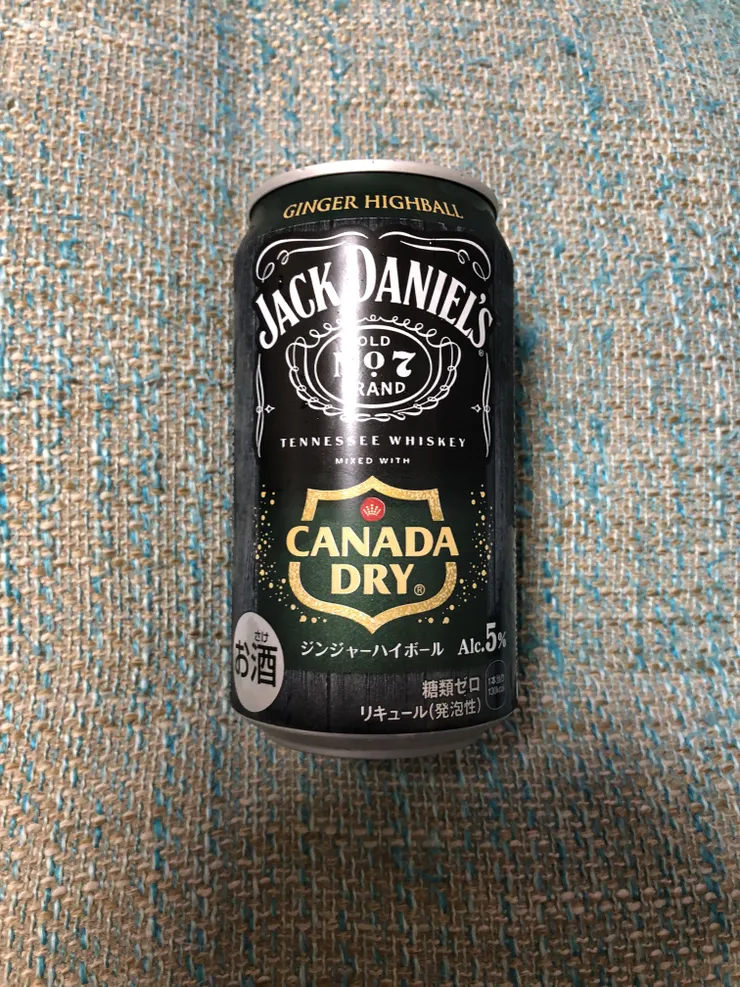 GINGER HIGHBALL
JACK DANIEL'S®
OLD
No. 7
BRAND
TENNESSEE WHISKEY
MIXED WITH
CANADA
DRY®
ジンジャーハイボール Alc.5%
さけ
お酒
糖類ゼロ
リキュール(発泡性)